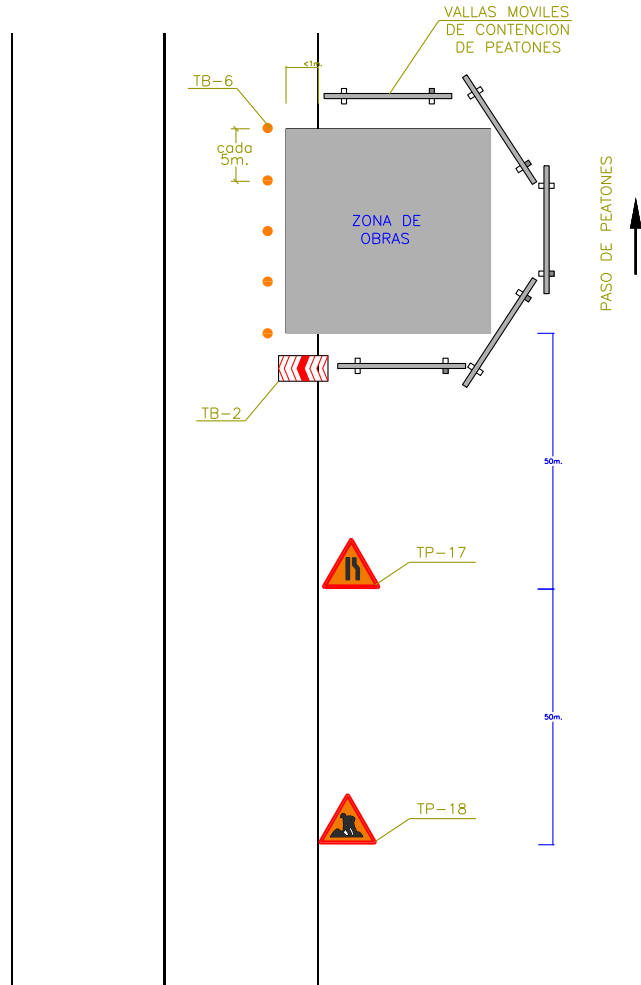 VALLAS MOVILES
DE CONTENCION
DE PEATONES
<1m.
TB-6
cada
5m.
ZONA DE
OBRAS
PASO DE PEATONES
TB-2
50m.
TP-17
50m.
TP-18